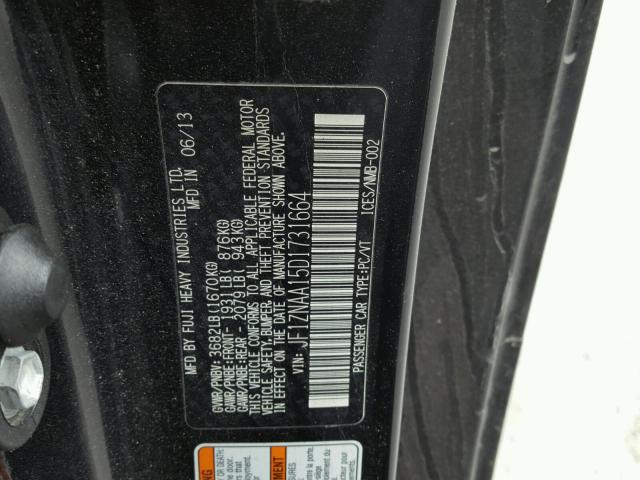 MFD BY FUJI HEAVY INDUSTRIES LTD.
MFD IN 06/13
GVWR/PNBV: 3682LB(1670KG)
GAWR/PNBE:FRONT- 1931LB( 876KG)
GAWR/PNBE:REAR - 2079LB( 943KG)
THIS VEHICLE CONFORMS TO ALL APPLICABLE FEDERAL MOTOR
VEHICLE SAFETY,BUMPER, AND THEFT PREVENTION STANDARDS
IN EFFECT ON THE DATE OF MANUFACTURE SHOWN ABOVE.
VIN: JF1ZNAA15D1731664
PASSENGER CAR TYPE:PC/VT ICES/NMB-002
OR DEATH: